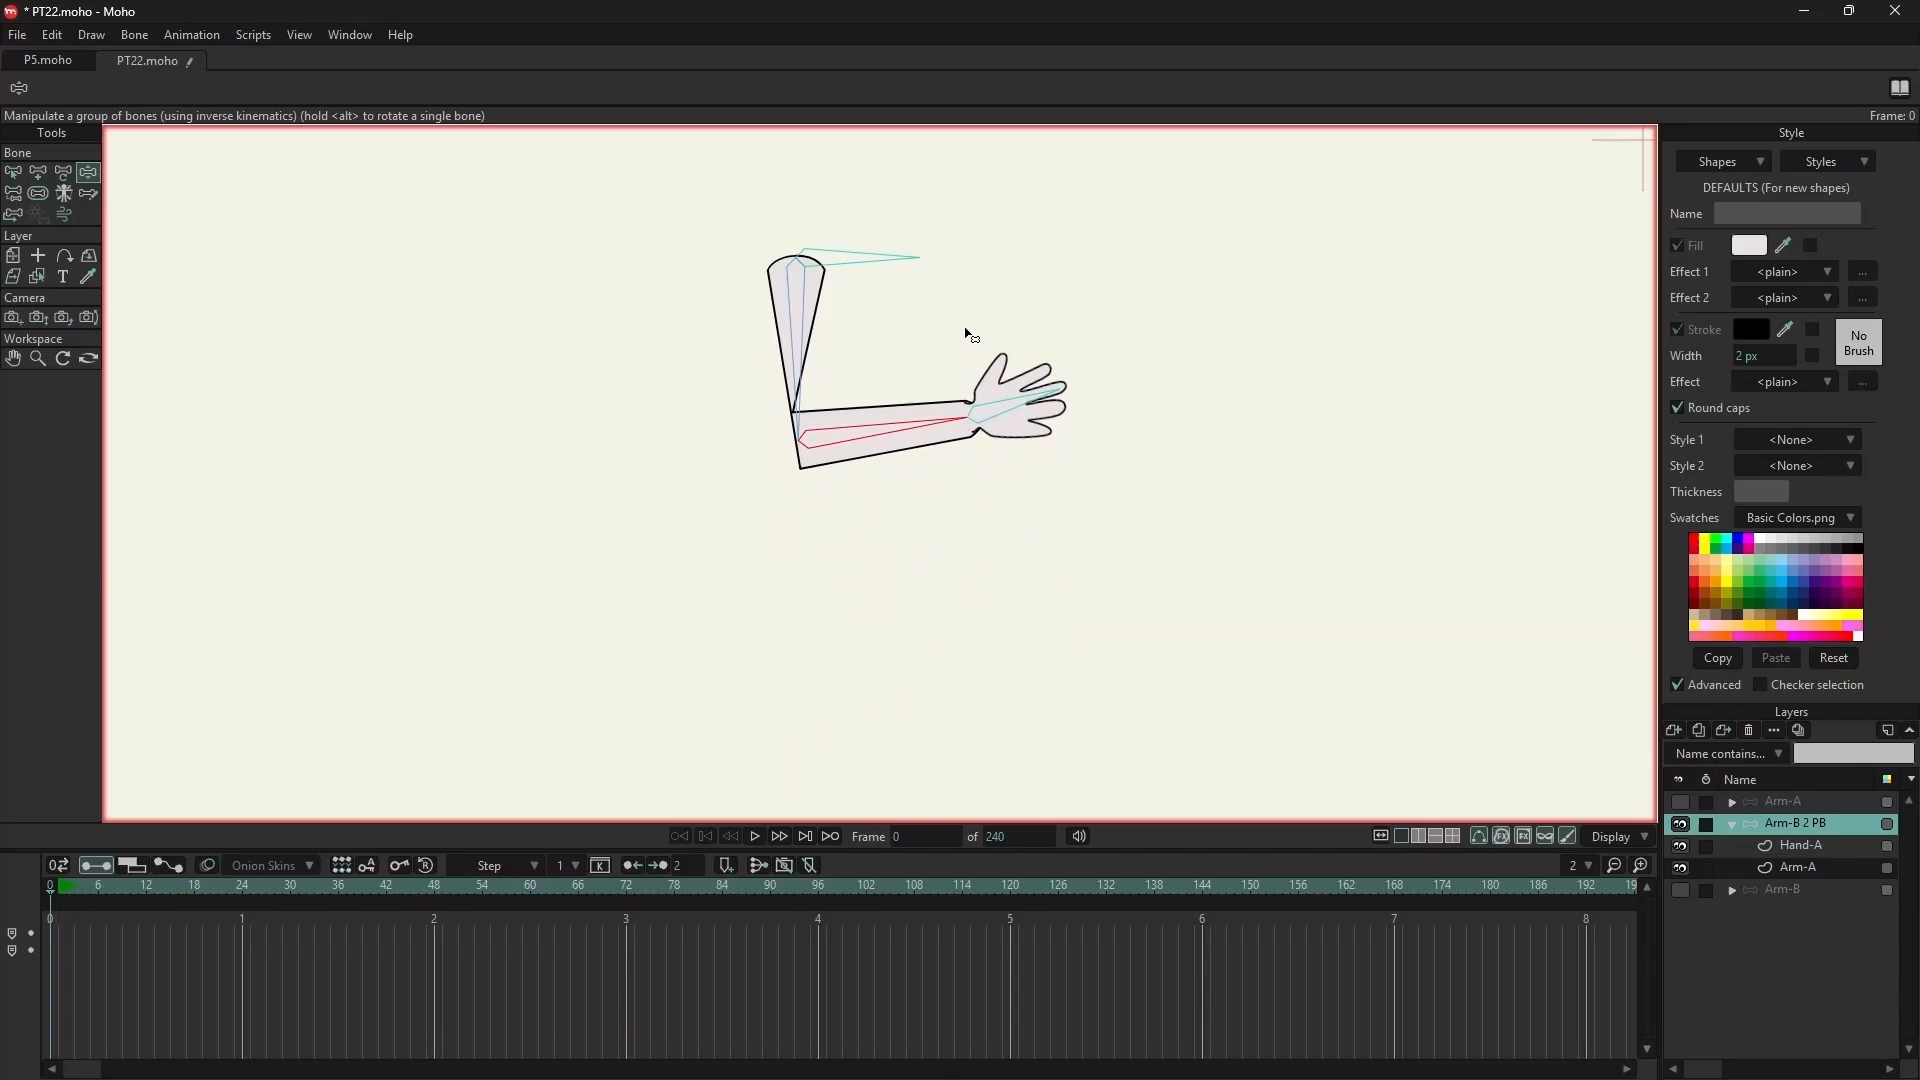 * PT22.moho - Moho
File Edit Draw Bone Animation Scripts View Window Help
P5.moho PT22.moho
Manipulate a group of bones (using inverse kinematics) (hold <alt> to rotate a single bone) Frame: 0
Tools
Bone
Layer
T
Camera
Workspace
Style
Shapes Styles
DEFAULTS (For new shapes)
Name
Fill
Effect 1 <plain> ...
Effect 2 <plain> ...
Stroke No Brush
Width 2 px
Effect <plain> ...
Round caps
Style 1 <None>
Style 2 <None>
Thickness
Swatches Basic Colors.png
Copy Paste Reset
Advanced Checker selection
Layers
Name contains...
Name
Arm-A
Arm-B 2 PB
Hand-A
Arm-A
Arm-B
Frame 0 of 240 Display
Onion Skins Step 1 K 2 2
0 6 12 18 24 30 36 42 48 54 60 66 72 78 84 90 96 102 108 114 120 126 132 138 144 150 156 162 168 174 180 186 192 19
0 1 2 3 4 5 6 7 8